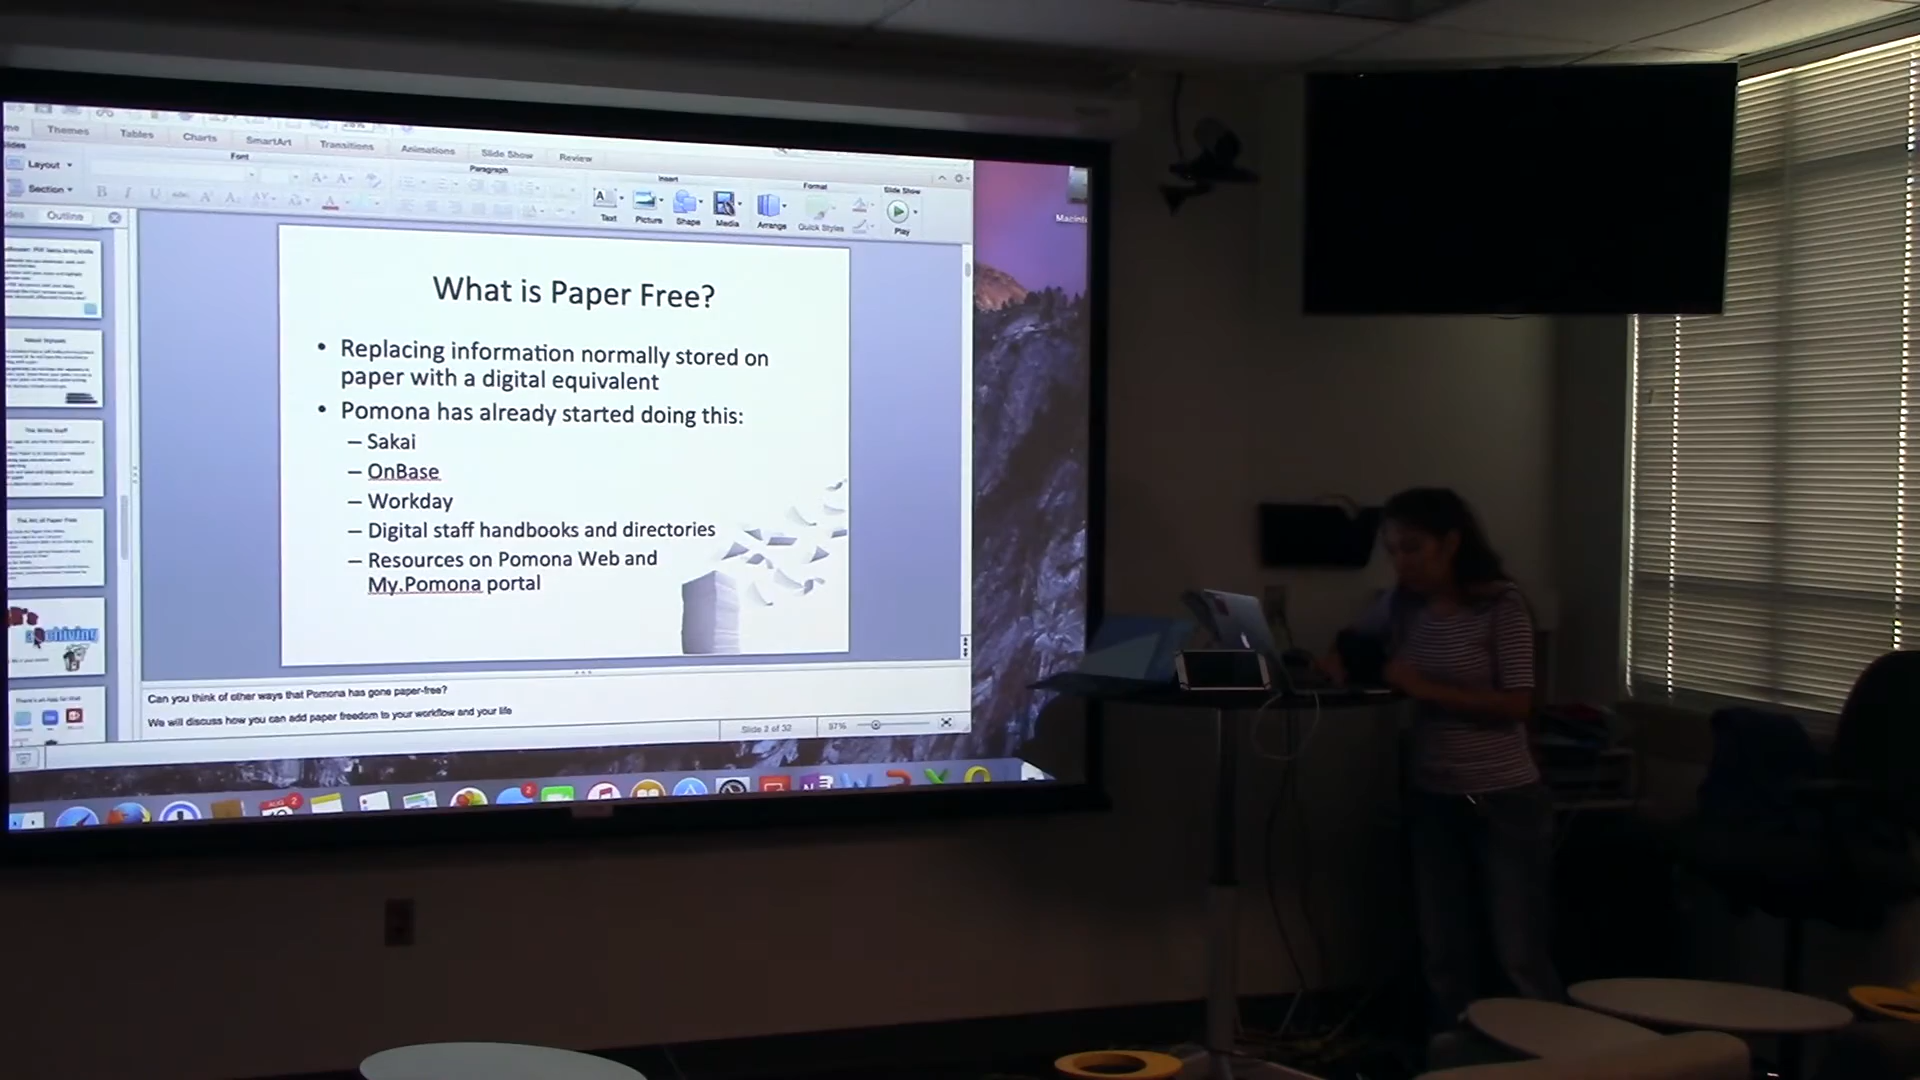 Themes
Tables
Charts
SmartArt
Transitions
Animations
Slide Show
Review
Font
Paragraph
Insert
Format
Slide Show
Layout
Section
Text
Picture
Shape
Media
Arrange
Quick Styles
Play
Outline
What is Paper Free?
• Replacing information normally stored on
paper with a digital equivalent
• Pomona has already started doing this:
– Sakai
– OnBase
– Workday
– Digital staff handbooks and directories
– Resources on Pomona Web and
My.Pomona portal
Can you think of other ways that Pomona has gone paper-free?
We will discuss how you can add paper freedom to your workflow and your life
97%